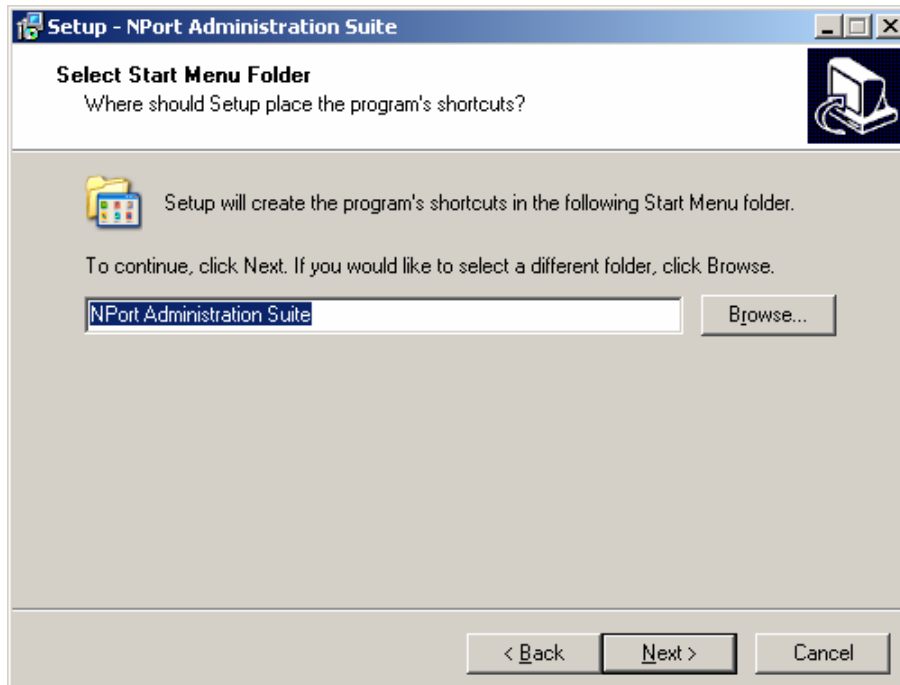 Setup - NPort Administration Suite
Select Start Menu Folder
Where should Setup place the program's shortcuts?
Setup will create the program's shortcuts in the following Start Menu folder.
To continue, click Next. If you would like to select a different folder, click Browse.
NPort Administration Suite
Browse...
< Back
Next >
Cancel